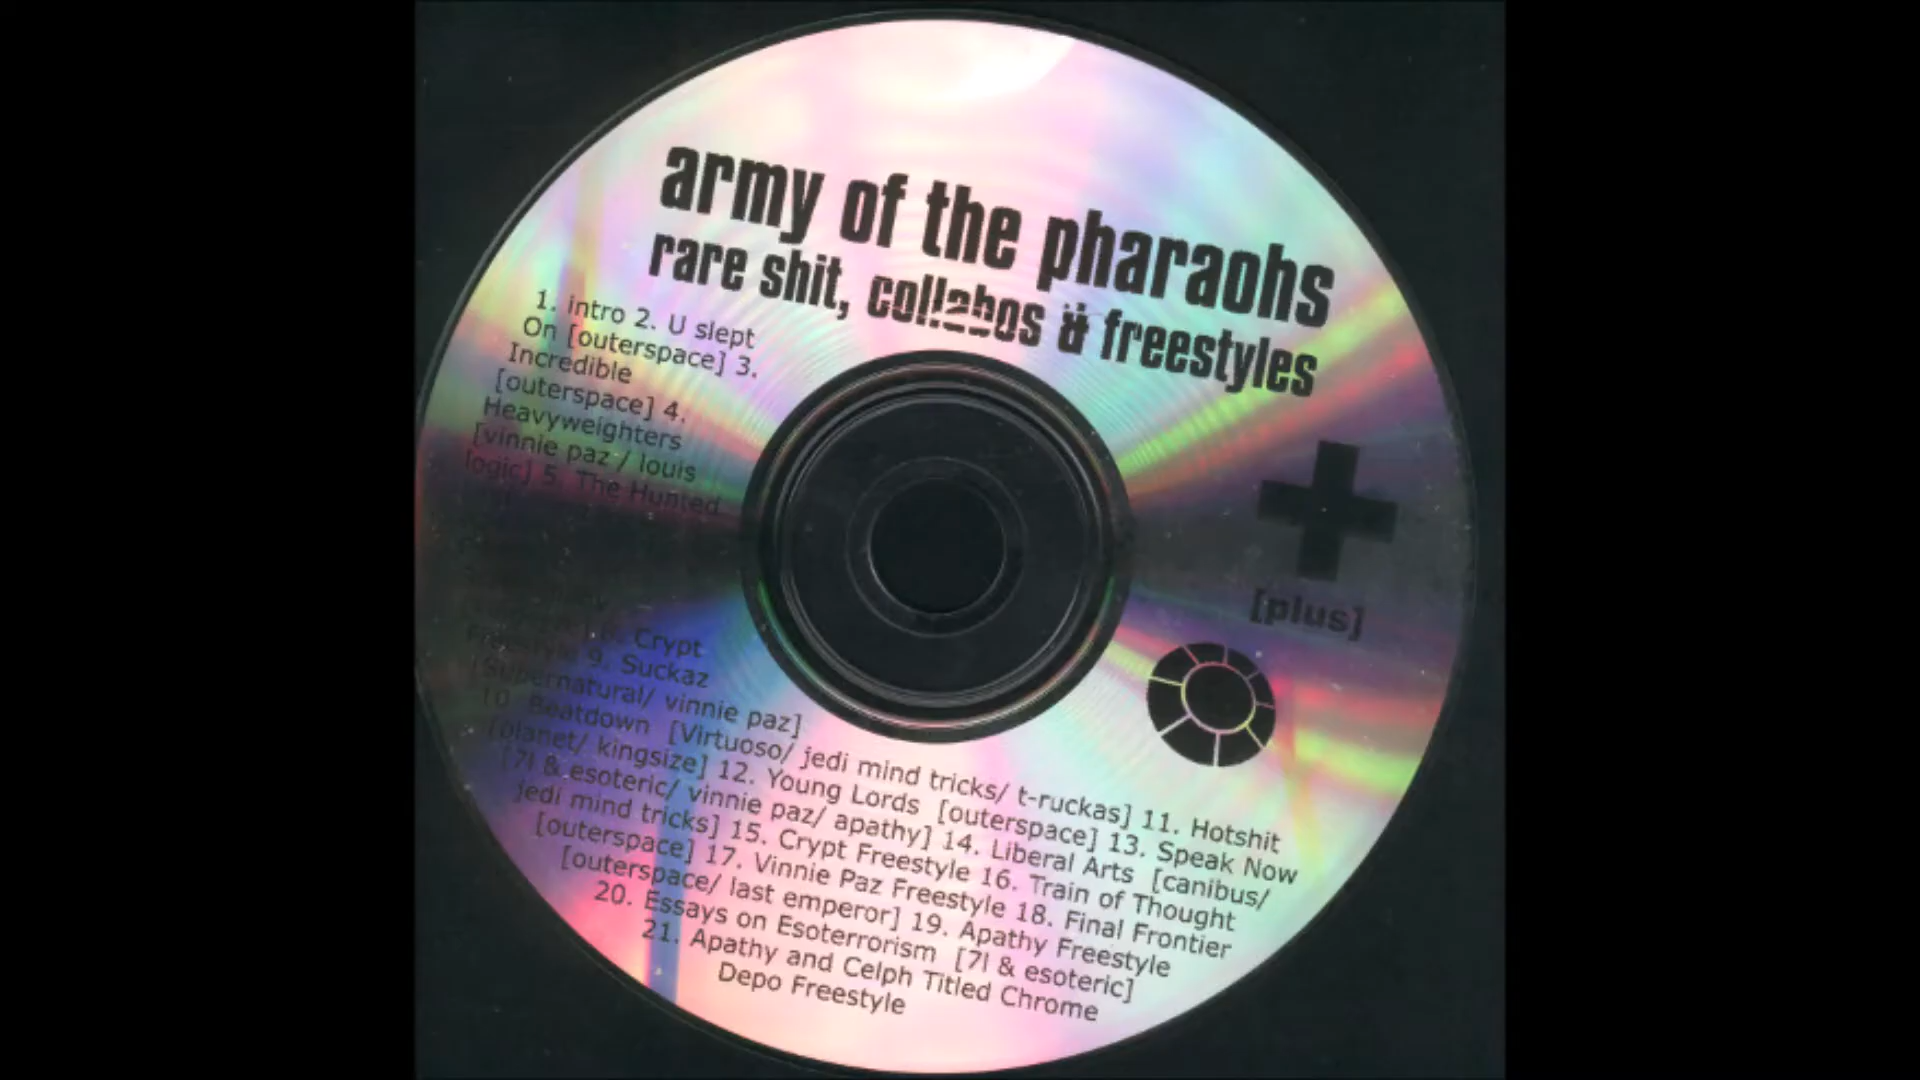 army of the pharaohs
rare shit, collabos & freestyles
1. intro 2. U slept
On [outerspace] 3.
Incredible
[outerspace] 4.
Heavyweighters
[vinnie paz / louis
logic] 5. The Hunted
8. Crypt
Freestyle 9. Suckaz
[Supernatural/ vinnie paz]
10. Beatdown [Virtuoso/ jedi mind tricks/ t-ruckas] 11. Hotshit
[planet/ kingsize] 12. Young Lords [outerspace] 13. Speak Now
[7l & esoteric/ vinnie paz/ apathy] 14. Liberal Arts [canibus/
jedi mind tricks] 15. Crypt Freestyle 16. Train of Thought
[outerspace] 17. Vinnie Paz Freestyle 18. Final Frontier
[outerspace/ last emperor] 19. Apathy Freestyle
20. Essays on Esoterrorism [7l & esoteric]
21. Apathy and Celph Titled Chrome
Depo Freestyle
[plus]